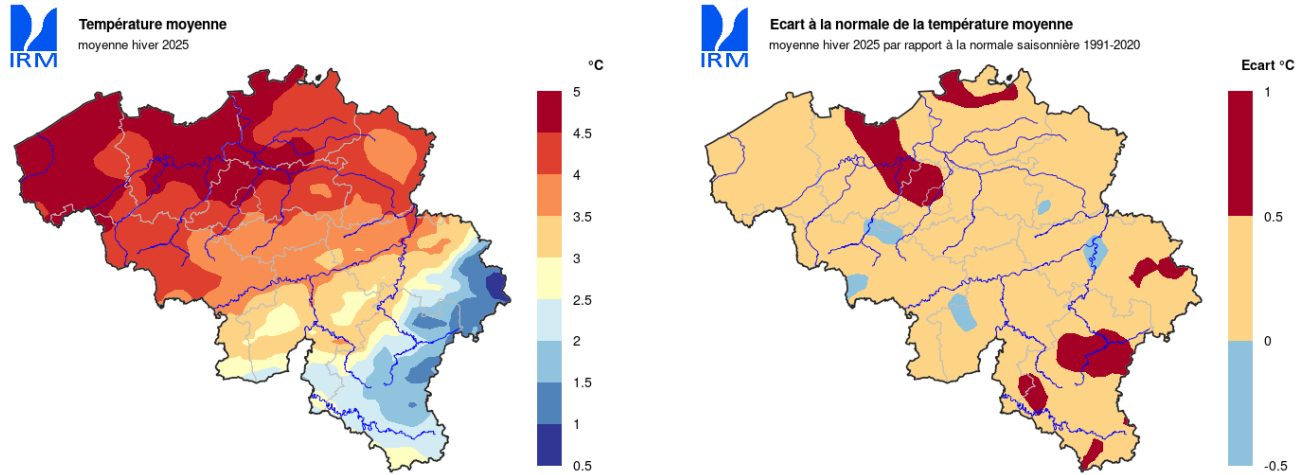 IRM
Température moyenne
moyenne hiver 2025
°C
5
4.5
4
3.5
3
2.5
2
1.5
1
0.5
IRM
Ecart à la normale de la température moyenne
moyenne hiver 2025 par rapport à la normale saisonnière 1991-2020
Ecart °C
1
0.5
0
-0.5